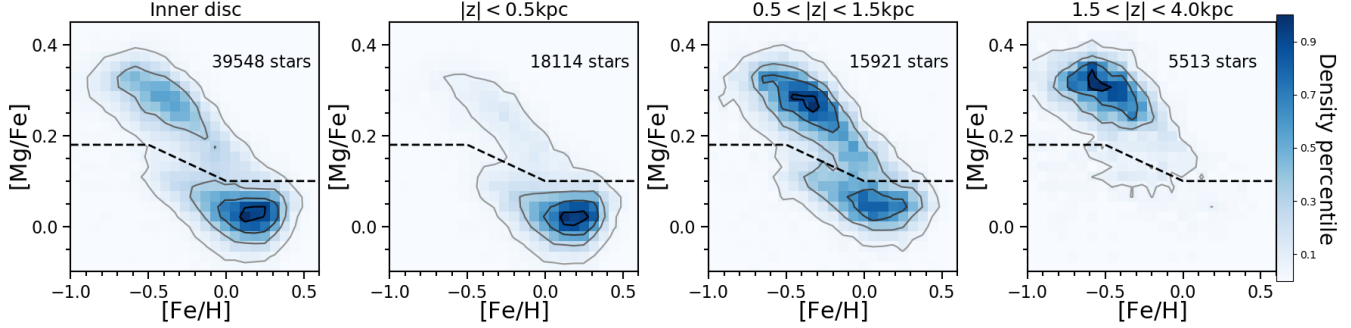 Inner disc
|z| < 0.5kpc
0.5 < |z| < 1.5kpc
1.5 < |z| < 4.0kpc
39548 stars
18114 stars
15921 stars
5513 stars
[Mg/Fe]
0.4
0.2
0.0
[Mg/Fe]
0.4
0.2
0.0
[Mg/Fe]
0.4
0.2
0.0
[Mg/Fe]
0.4
0.2
0.0
0.9
0.7
0.5
0.3
0.1
Density percentile
−1.0 −0.5 0.0 0.5
−1.0 −0.5 0.0 0.5
−1.0 −0.5 0.0 0.5
−1.0 −0.5 0.0 0.5
[Fe/H]
[Fe/H]
[Fe/H]
[Fe/H]